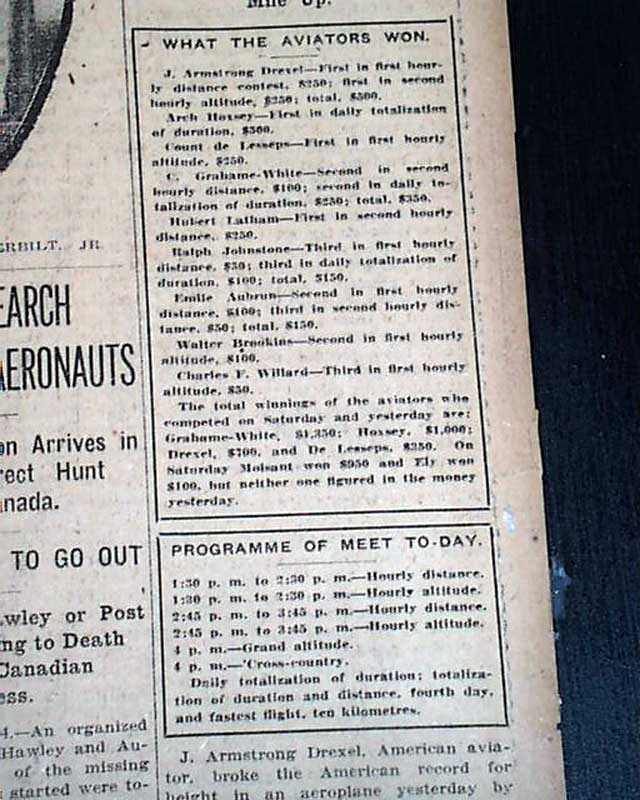 Mile Up.
WHAT THE AVIATORS WON.
J. Armstrong Drexel—First in first hour-
ly distance contest, $250; first in second
hourly altitude, $250; total, $500.
Arch Hoxsey—First in daily totalization
of duration, $500.
Count de Lesseps—First in first hourly
altitude, $250.
C. Grahame-White—Second in second
hourly distance, $100; second in daily to-
talization of duration, $250; total, $350.
Hubert Latham—First in second hourly
distance, $250.
Ralph Johnstone—Third in first hourly
distance, $50; third in daily totalization of
duration, $100; total, $150.
Emile Aubrun—Second in first hourly
distance, $100; third in second hourly dis-
tance, $50; total, $150.
Walter Brookins—Second in first hourly
altitude, $100.
Charles F. Willard—Third in first hourly
altitude, $50.
The total winnings of the aviators who
competed on Saturday and yesterday are:
Grahame-White, $1,350; Hoxsey, $1,000;
Drexel, $700, and De Lesseps, $350. On
Saturday Moisant won $950 and Ely won
$100, but neither one figured in the money
yesterday.
PROGRAMME OF MEET TO-DAY.
1:30 p. m. to 2:30 p. m.—Hourly distance.
1:30 p. m. to 2:30 p. m.—Hourly altitude.
2:45 p. m. to 3:45 p. m.—Hourly distance.
2:45 p. m. to 3:45 p. m.—Hourly altitude.
4 p. m.—Grand altitude.
4 p. m.—Cross-country.
Daily totalization of duration; totaliza-
tion of duration and distance, fourth day,
and fastest flight, ten kilometres.
J. Armstrong Drexel, American avia-
tor, broke the American record for
height in an aeroplane yesterday by
ERBILT, JR.
EARCH
AERONAUTS
on Arrives in
rect Hunt
nada.
TO GO OUT
wley or Post
ng to Death
Canadian
ess.
4.—An organized
Hawley and Au-
of the missing
started were to-